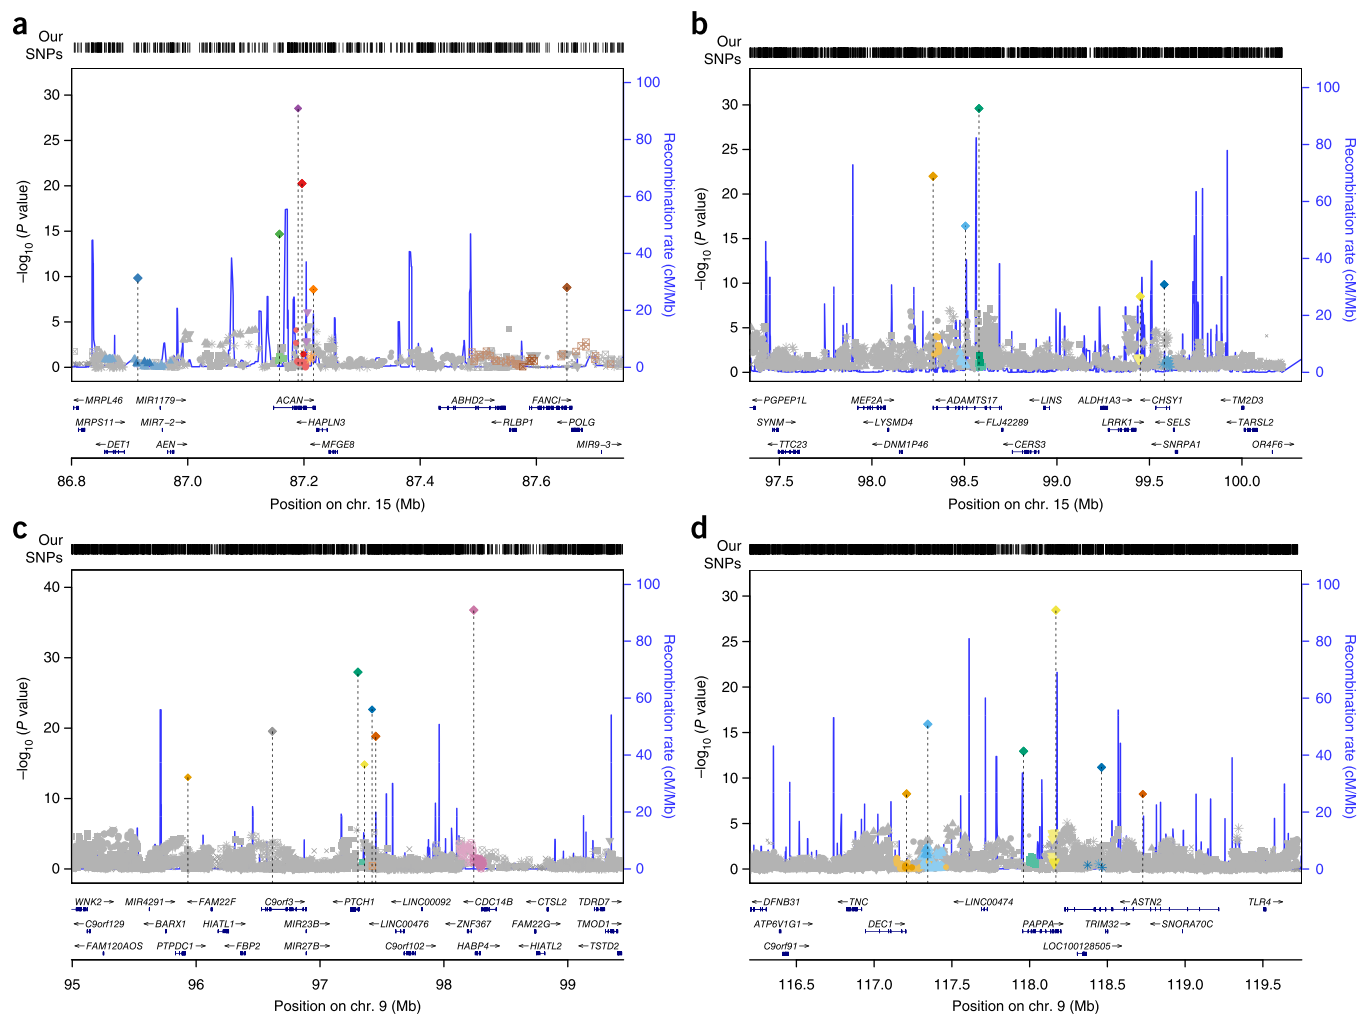 a
Our
SNPs
30
25
20
15
10
5
0
–log10 (P value)
100
80
60
40
20
0
Recombination rate (cM/Mb)
←MRPL46 MIR1179→ ACAN→ ABHD2→ FANCI→
MRPS11→ MIR7–2→ →HAPLN3 ←RLBP1 ←POLG
←DET1 AEN→ ←MFGE8 MIR9–3→
86.8 87.0 87.2 87.4 87.6
Position on chr. 15 (Mb)
b
Our
SNPs
30
25
20
15
10
5
0
–log10 (P value)
100
80
60
40
20
0
Recombination rate (cM/Mb)
←PGPEP1L MEF2A→ ←ADAMTS17 ←LINS ALDH1A3→ ←CHSY1 ←TM2D3
SYNM→ ←LYSMD4 ←FLJ42289 LRRK1→ ←SELS ←TARSL2
←TTC23 ←DNM1P46 ←CERS3 ←SNRPA1 OR4F6→
97.5 98.0 98.5 99.0 99.5 100.0
Position on chr. 15 (Mb)
c
Our
SNPs
40
30
20
10
0
–log10 (P value)
100
80
60
40
20
0
Recombination rate (cM/Mb)
WNK2→ MIR4291→ ←FAM22F C9orf3→ ←PTCH1 ←LINC00092 ←CDC14B ←CTSL2 TDRD7→
←C9orf129 ←BARX1 HIATL1→ MIR23B→ ←LINC00476 ←ZNF367 FAM22G→ TMOD1→
←FAM120AOS PTPDC1→ ←FBP2 MIR27B→ C9orf102→ HABP4→ ←HIATL2 ←TSTD2
95 96 97 98 99
Position on chr. 9 (Mb)
d
Our
SNPs
30
25
20
15
10
5
0
–log10 (P value)
100
80
60
40
20
0
Recombination rate (cM/Mb)
←DFNB31 ←TNC ←LINC00474 ←ASTN2 TLR4→
ATP6V1G1→ DEC1→ PAPPA→ TRIM32→ ←SNORA70C
C9orf91→ LOC100128505→
116.5 117.0 117.5 118.0 118.5 119.0 119.5
Position on chr. 9 (Mb)